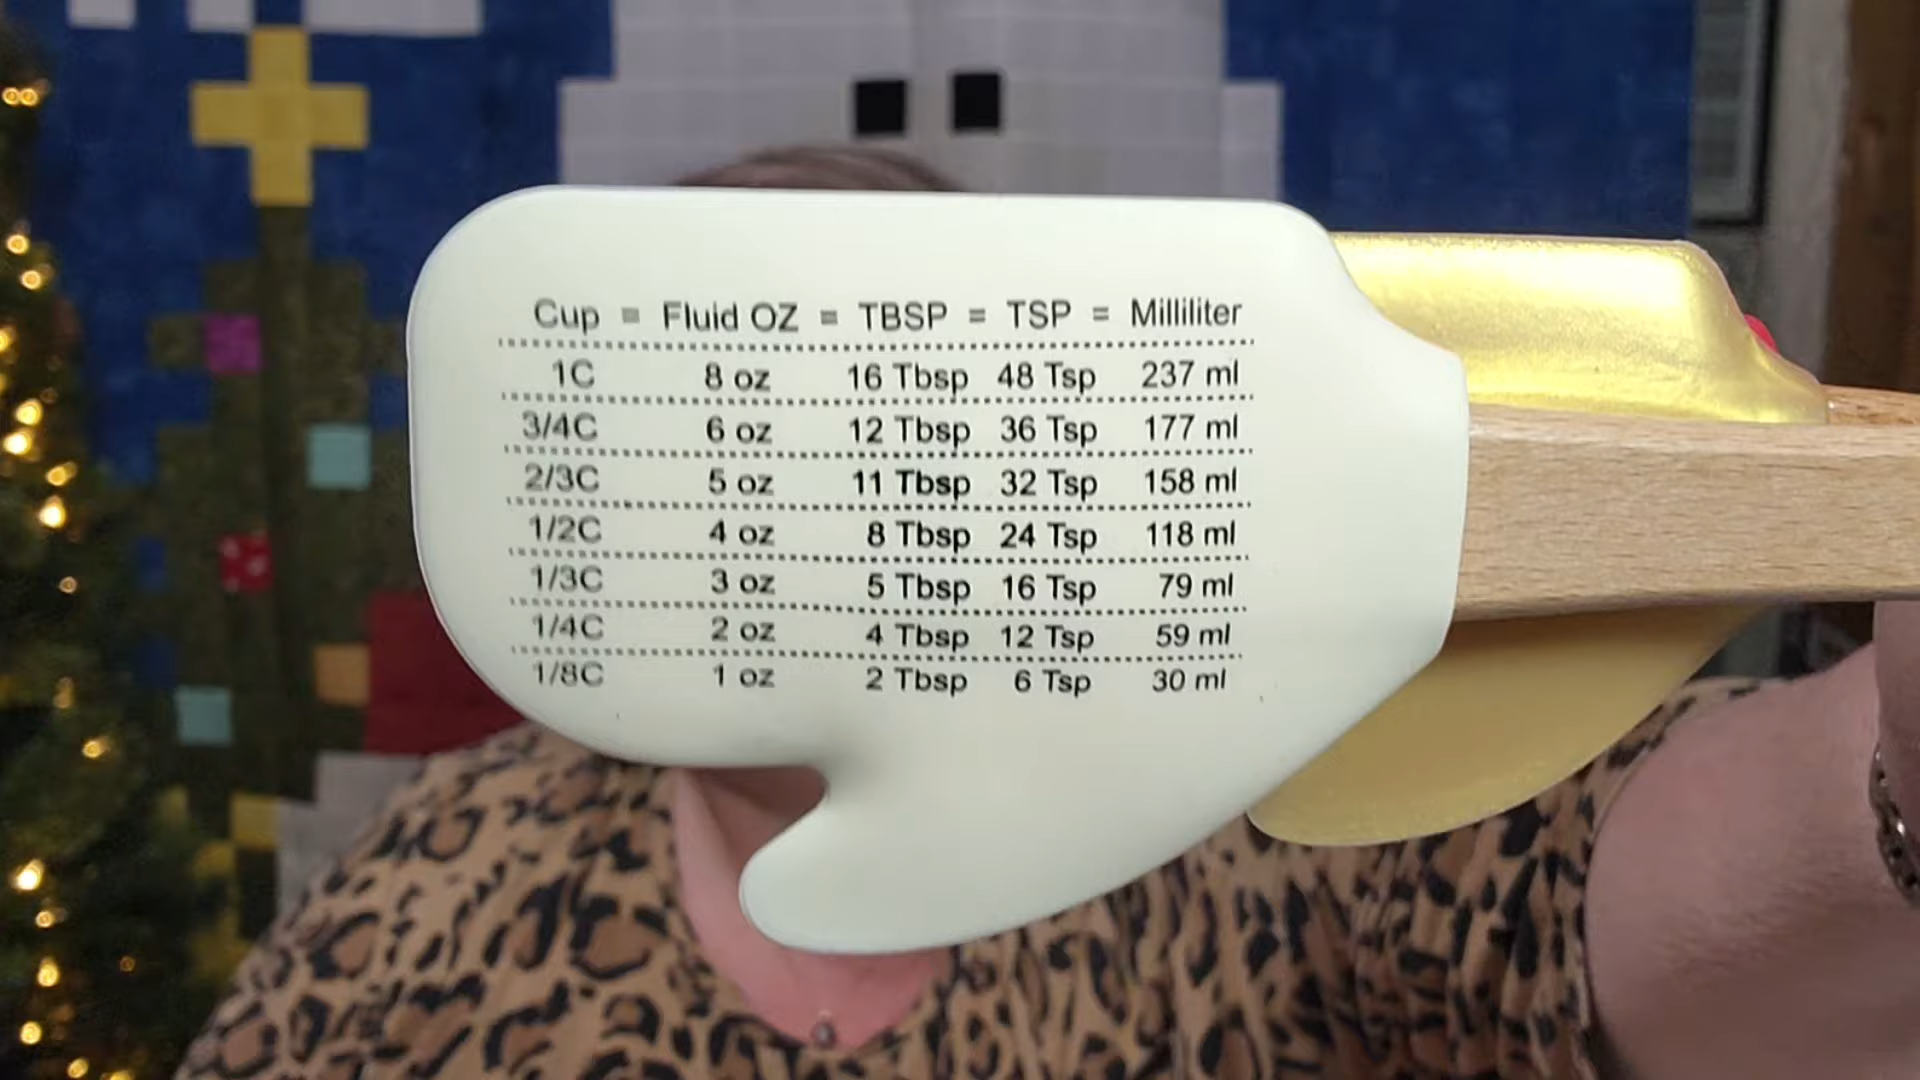 Cup = Fluid OZ = TBSP = TSP = Milliliter
1C 8 oz 16 Tbsp 48 Tsp 237 ml
3/4C 6 oz 12 Tbsp 36 Tsp 177 ml
2/3C 5 oz 11 Tbsp 32 Tsp 158 ml
1/2C 4 oz 8 Tbsp 24 Tsp 118 ml
1/3C 3 oz 5 Tbsp 16 Tsp 79 ml
1/4C 2 oz 4 Tbsp 12 Tsp 59 ml
1/8C 1 oz 2 Tbsp 6 Tsp 30 ml